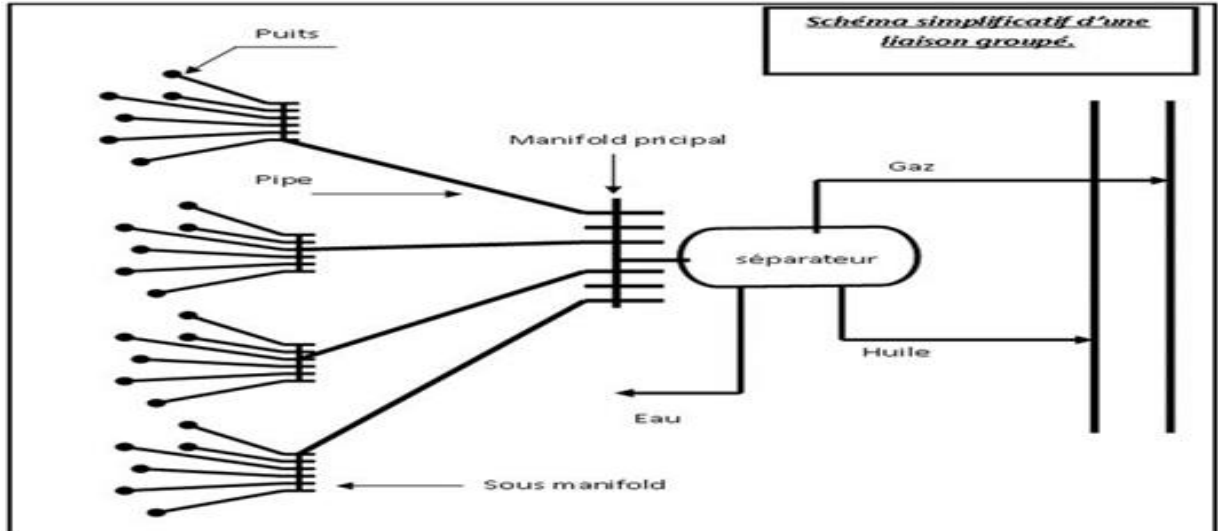 Schéma simplificatif d'une
liaison groupé.
Puits
Manifold pricipal
Pipe
Gaz
séparateur
Huile
Eau
Sous manifold